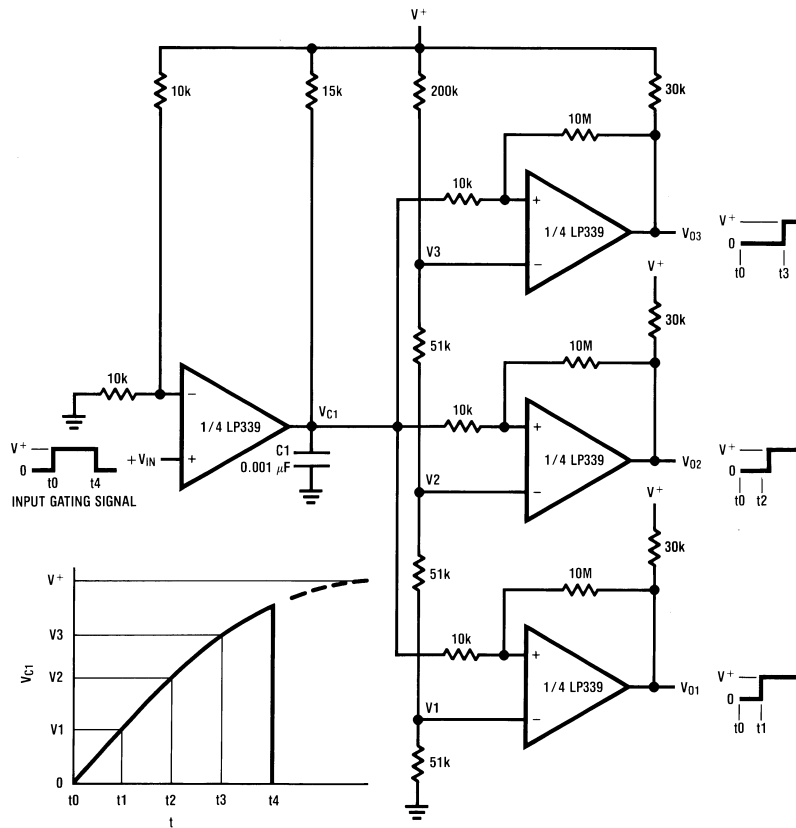 V+
10k
15k
200k
30k
10M
10k
+
1/4 LP339
V03
V+
0
t0
t3
V3
−
V+
30k
51k
10M
10k
−
10k
+
1/4 LP339
VC1
1/4 LP339
V02
V+
0
t0
t2
V+
0
t0
t4
+VIN
+
C1
0.001 μF
V2
−
INPUT GATING SIGNAL
V+
30k
51k
10M
V+
V3
V2
V1
0
VC1
t0
t1
t2
t3
t4
t
10k
+
1/4 LP339
V01
V+
0
t0
t1
V1
−
51k